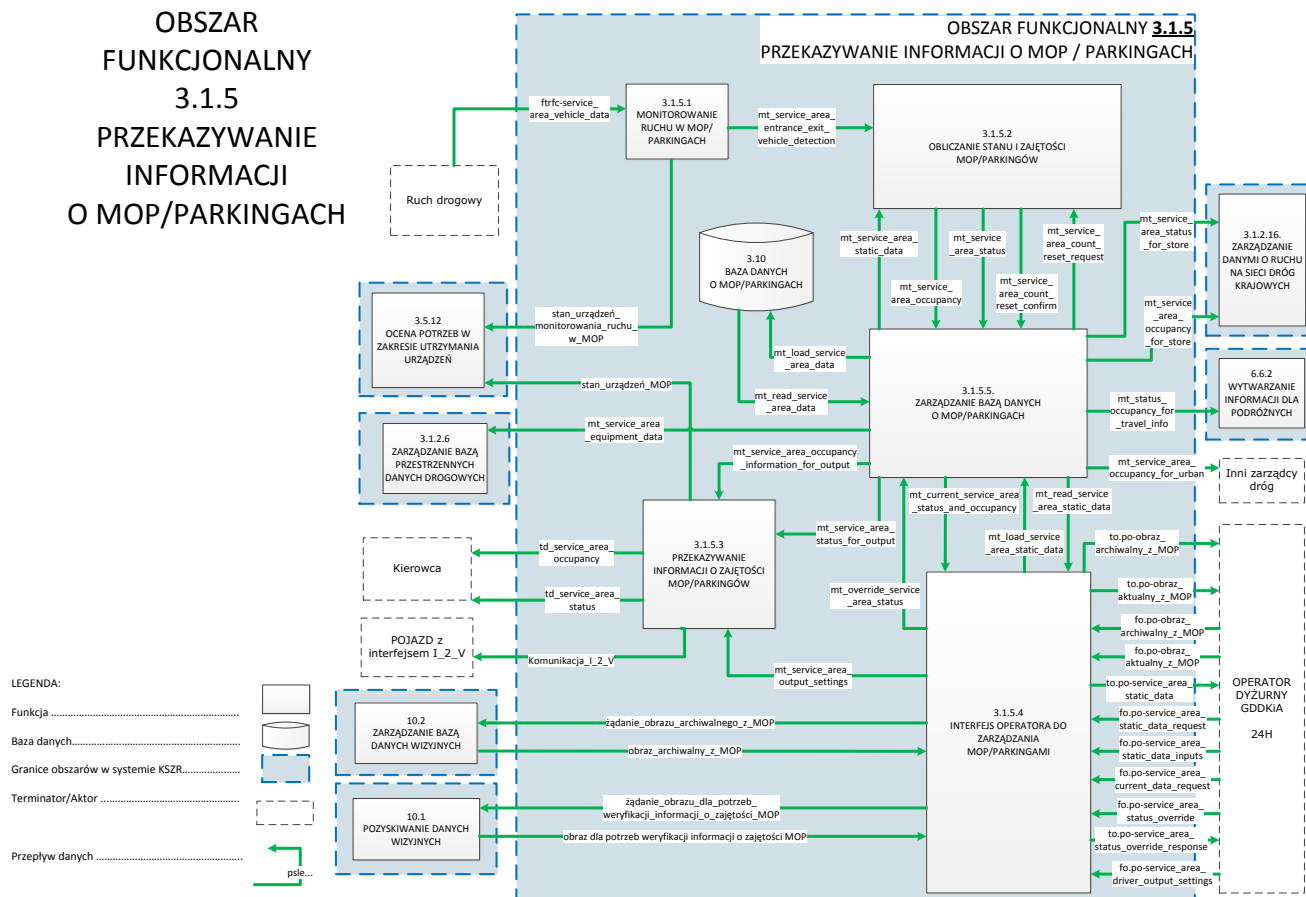 OBSZAR
FUNKCJONALNY
3.1.5
PRZEKAZYWANIE
INFORMACJI
O MOP/PARKINGACH
OBSZAR FUNKCJONALNY 3.1.5
PRZEKAZYWANIE INFORMACJI O MOP / PARKINGACH
ftrfc-service_
area_vehicle_data
3.1.5.1
MONITOROWANIE
RUCHU W MOP/
PARKINGACH
mt_service_area_
entrance_exit_
vehicle_detection
3.1.5.2
OBLICZANIE STANU I ZAJĘTOŚCI
MOP/PARKINGÓW
Ruch drogowy
mt_service_area_
static_data
mt_service_
area_occupancy
mt_service
_area_status
mt_service_
area_count_
reset_confirm
mt_service_
area_count_
reset_request
mt_service_
area_status
_for_store
3.1.2.16.
ZARZĄDZANIE
DANYMI O RUCHU
NA SIECI DRÓG
KRAJOWYCH
mt_service
_area_
occupancy
_for_store
3.10
BAZA DANYCH
O MOP/PARKINGACH
3.5.12
OCENA POTRZEB W
ZAKRESIE UTRZYMANIA
URZĄDZEŃ
stan_urządzeń_
monitorowania_ruchu_
w_MOP
stan_urządzeń_MOP
mt_load_service
_area_data
mt_read_service
_area_data
3.1.5.5.
ZARZĄDZANIE BAZĄ DANYCH
O MOP/PARKINGACH
mt_status_
occupancy_for
_travel_info
6.6.2
WYTWARZANIE
INFORMACJI DLA
PODRÓŻNYCH
3.1.2.6
ZARZĄDZANIE BAZĄ
PRZESTRZENNYCH
DANYCH DROGOWYCH
mt_service_area
_equipment_data
mt_service_area_occupancy
_information_for_output
mt_service_area_
occupancy_for_urban
Inni zarządcy
dróg
mt_service_area_
status_for_output
mt_current_service_area
_status_and_occupancy
mt_read_service
_area_static_data
mt_load_service
_area_static_data
mt_override_service
_area_status
3.1.5.3
PRZEKAZYWANIE
INFORMACJI O ZAJĘTOŚCI
MOP/PARKINGÓW
td_service_area_
occupancy
Kierowca
td_service_area_
status
POJAZD z
interfejsem I_2_V
Komunikacja_I_2_V
mt_service_area_
output_settings
3.1.5.4
INTERFEJS OPERATORA DO
ZARZĄDZANIA
MOP/PARKINGAMI
to.po-obraz_
archiwalny_z_MOP
to.po-obraz_
aktualny_z_MOP
fo.po-obraz_
archiwalny_z_MOP
fo.po-obraz_
aktualny_z_MOP
to.po-service_area_
static_data
fo.po-service_area_
static_data_request
fo.po-service_area_
static_data_inputs
fo.po-service_area_
current_data_request
fo.po-service_area_
status_override
to.po-service_area_
status_override_response
fo.po-service_area_
driver_output_settings
OPERATOR
DYŻURNY
GDDKiA
24H
10.2
ZARZĄDZANIE BAZĄ
DANYCH WIZYJNYCH
żądanie_obrazu_archiwalnego_z_MOP
obraz_archiwalny_z_MOP
10.1
POZYSKIWANIE DANYCH
WIZYJNYCH
żądanie_obrazu_dla_potrzeb_
weryfikacji_informacji_o_zajętości_MOP
obraz dla potrzeb weryfikacji informacji o zajętości MOP
LEGENDA:
Funkcja ................................................
Baza danych...........................................
Granice obszarów w systemie KSZR....................
Terminator/Aktor ...................................
Przepływ danych .....................................
psle...